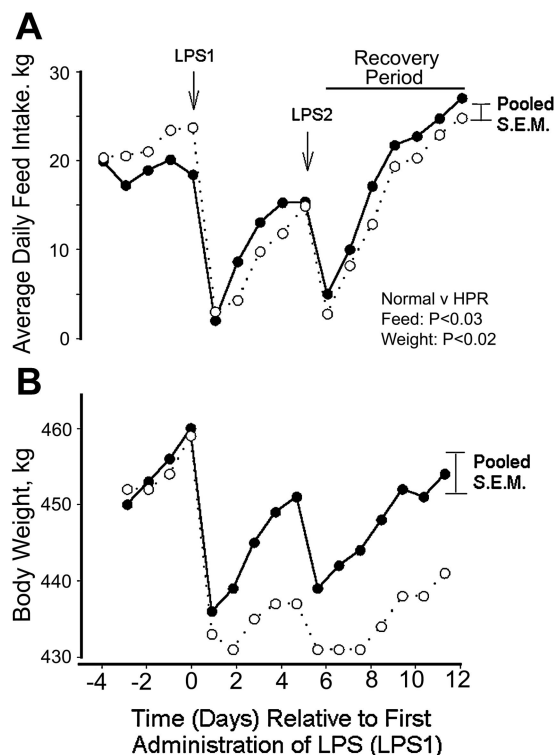 A
LPS1
Recovery
Period
LPS2
Pooled
S.E.M.
Average Daily Feed Intake. kg
30
20
10
0
Normal v HPR
Feed: P<0.03
Weight: P<0.02
B
Body Weight, kg
460
450
440
430
Pooled
S.E.M.
-4 -2 0 2 4 6 8 10 12
Time (Days) Relative to First
Administration of LPS (LPS1)